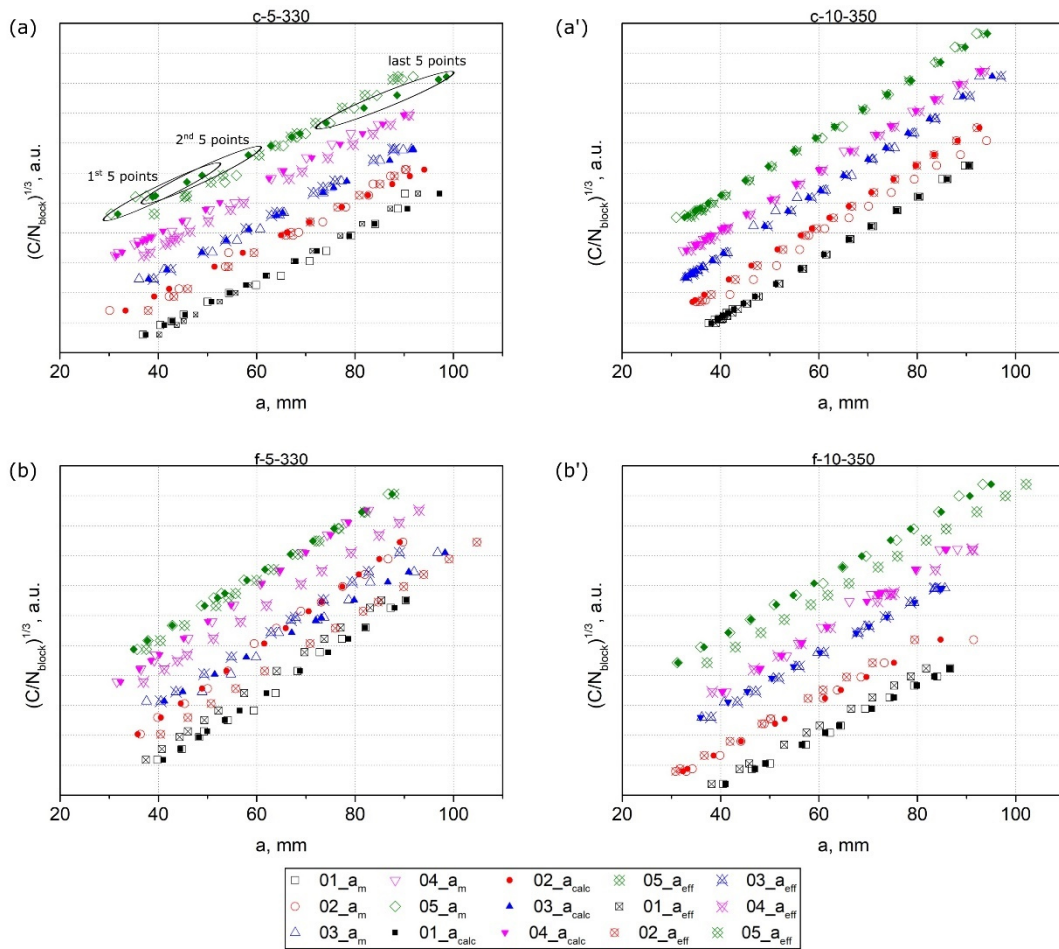 (a)
c-5-330
(C/N_block)^1/3, a.u.
last 5 points
2nd 5 points
1st 5 points
20 40 60 80 100
a, mm
(a')
c-10-350
(C/N_block)^1/3, a.u.
20 40 60 80 100
a, mm
(b)
f-5-330
(C/N_block)^1/3, a.u.
20 40 60 80 100
a, mm
(b')
f-10-350
(C/N_block)^1/3, a.u.
20 40 60 80 100
a, mm
01_a_m 04_a_m 02_a_calc 05_a_eff 03_a_eff
02_a_m 05_a_m 03_a_calc 01_a_eff 04_a_eff
03_a_m 01_a_calc 04_a_calc 02_a_eff 05_a_eff